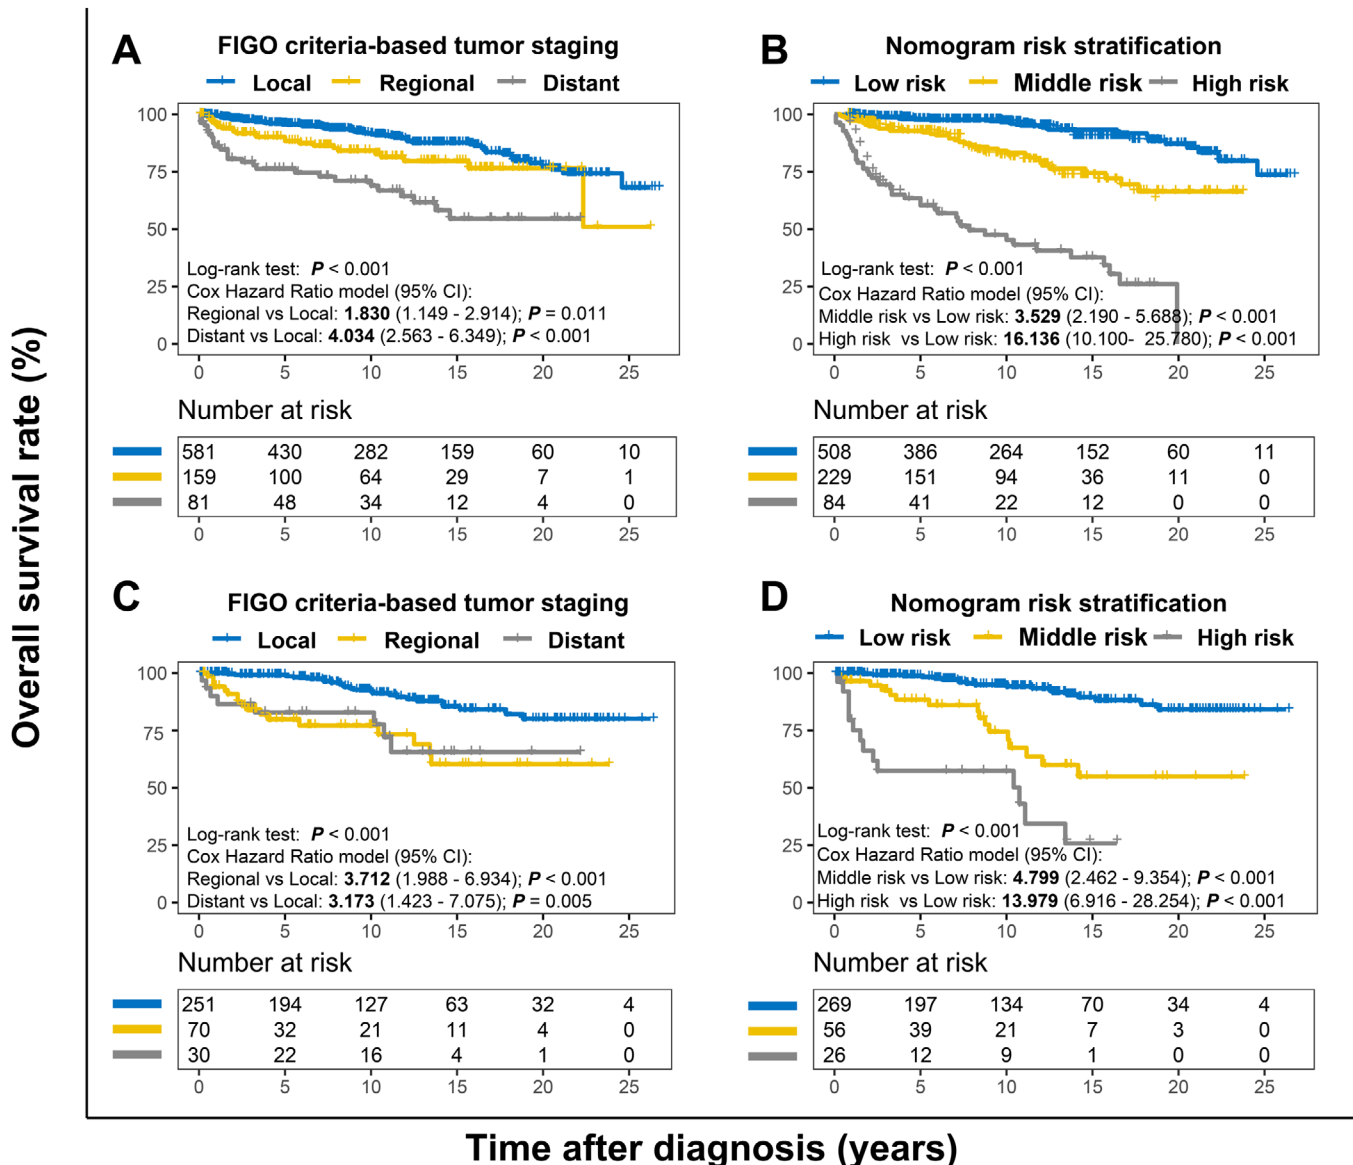 Overall survival rate (%)
A
FIGO criteria-based tumor staging
Local Regional Distant
100
75
50
25
0
Log-rank test: P < 0.001
Cox Hazard Ratio model (95% CI):
Regional vs Local: 1.830 (1.149 - 2.914); P = 0.011
Distant vs Local: 4.034 (2.563 - 6.349); P < 0.001
0 5 10 15 20 25
Number at risk
581 430 282 159 60 10
159 100 64 29 7 1
81 48 34 12 4 0
0 5 10 15 20 25
B
Nomogram risk stratification
Low risk Middle risk High risk
100
75
50
25
0
Log-rank test: P < 0.001
Cox Hazard Ratio model (95% CI):
Middle risk vs Low risk: 3.529 (2.190 - 5.688); P < 0.001
High risk vs Low risk: 16.136 (10.100- 25.780); P < 0.001
0 5 10 15 20 25
Number at risk
508 386 264 152 60 11
229 151 94 36 11 0
84 41 22 12 0 0
0 5 10 15 20 25
C
FIGO criteria-based tumor staging
Local Regional Distant
100
75
50
25
0
Log-rank test: P < 0.001
Cox Hazard Ratio model (95% CI):
Regional vs Local: 3.712 (1.988 - 6.934); P < 0.001
Distant vs Local: 3.173 (1.423 - 7.075); P = 0.005
0 5 10 15 20 25
Number at risk
251 194 127 63 32 4
70 32 21 11 4 0
30 22 16 4 1 0
0 5 10 15 20 25
D
Nomogram risk stratification
Low risk Middle risk High risk
100
75
50
25
0
Log-rank test: P < 0.001
Cox Hazard Ratio model (95% CI):
Middle risk vs Low risk: 4.799 (2.462 - 9.354); P < 0.001
High risk vs Low risk: 13.979 (6.916 - 28.254); P < 0.001
0 5 10 15 20 25
Number at risk
269 197 134 70 34 4
56 39 21 7 3 0
26 12 9 1 0 0
0 5 10 15 20 25
Time after diagnosis (years)